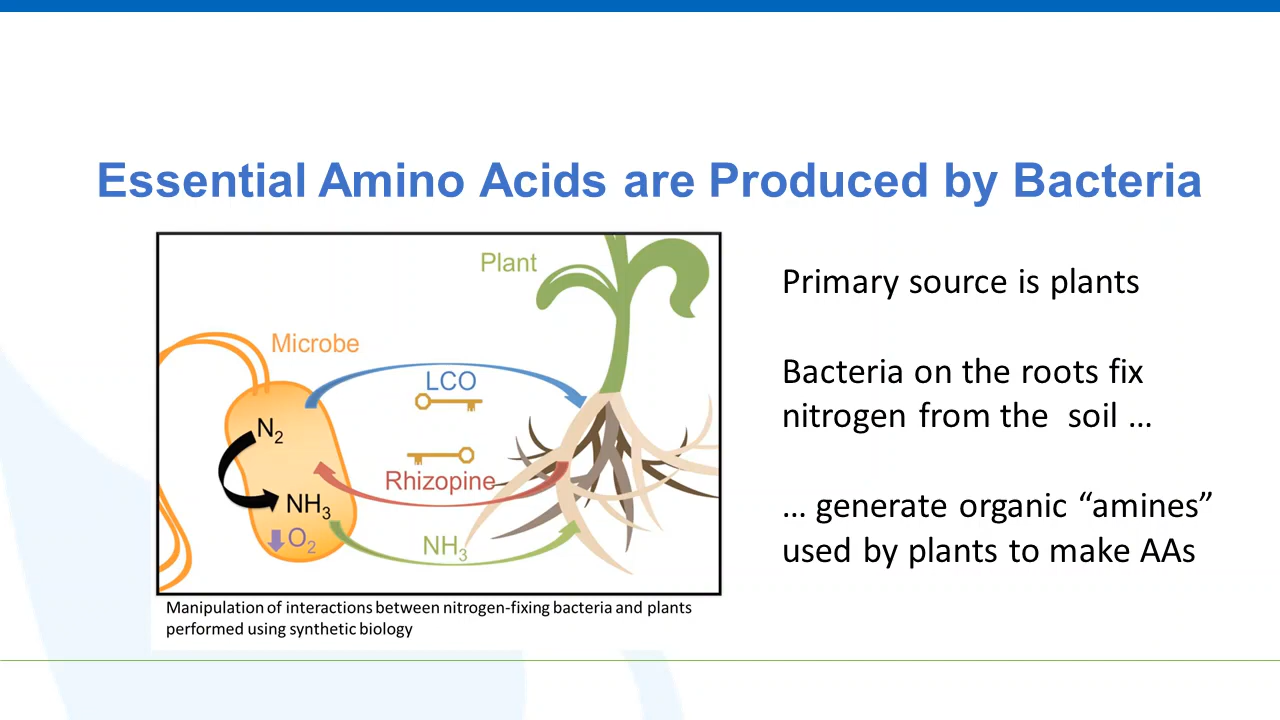 Essential Amino Acids are Produced by Bacteria
Plant
Microbe
LCO
N₂
Rhizopine
NH₃
O₂
NH₃
Manipulation of interactions between nitrogen-fixing bacteria and plants
performed using synthetic biology
Primary source is plants
Bacteria on the roots fix
nitrogen from the soil …
… generate organic “amines”
used by plants to make AAs